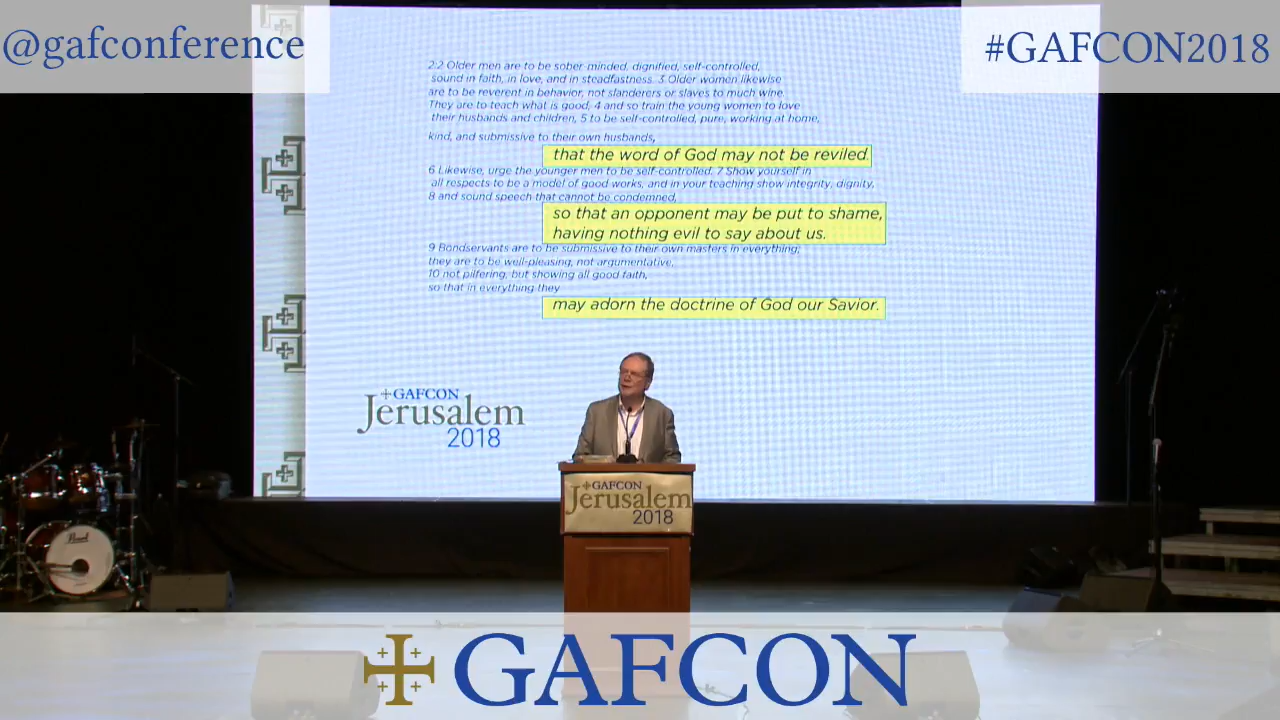 @gafconference
#GAFCON2018
2:2 Older men are to be sober minded, dignified, self-controlled,
sound in faith, in love, and in steadfastness. 3 Older women likewise
are to be reverent in behavior, not slanderers or slaves to much wine.
They are to teach what is good, 4 and so train the young women to love
their husbands and children, 5 to be self-controlled, pure, working at home,
kind, and submissive to their own husbands,
that the word of God may not be reviled.
6 Likewise, urge the younger men to be self-controlled. 7 Show yourself in
all respects to be a model of good works, and in your teaching show integrity, dignity,
8 and sound speech that cannot be condemned,
so that an opponent may be put to shame,
having nothing evil to say about us.
9 Bondservants are to be submissive to their own masters in everything;
they are to be well-pleasing, not argumentative,
10 not pilfering, but showing all good faith,
so that in everything they
may adorn the doctrine of God our Savior.
GAFCON
Jerusalem
2018
GAFCON
Jerusalem
2018
Pearl
GAFCON